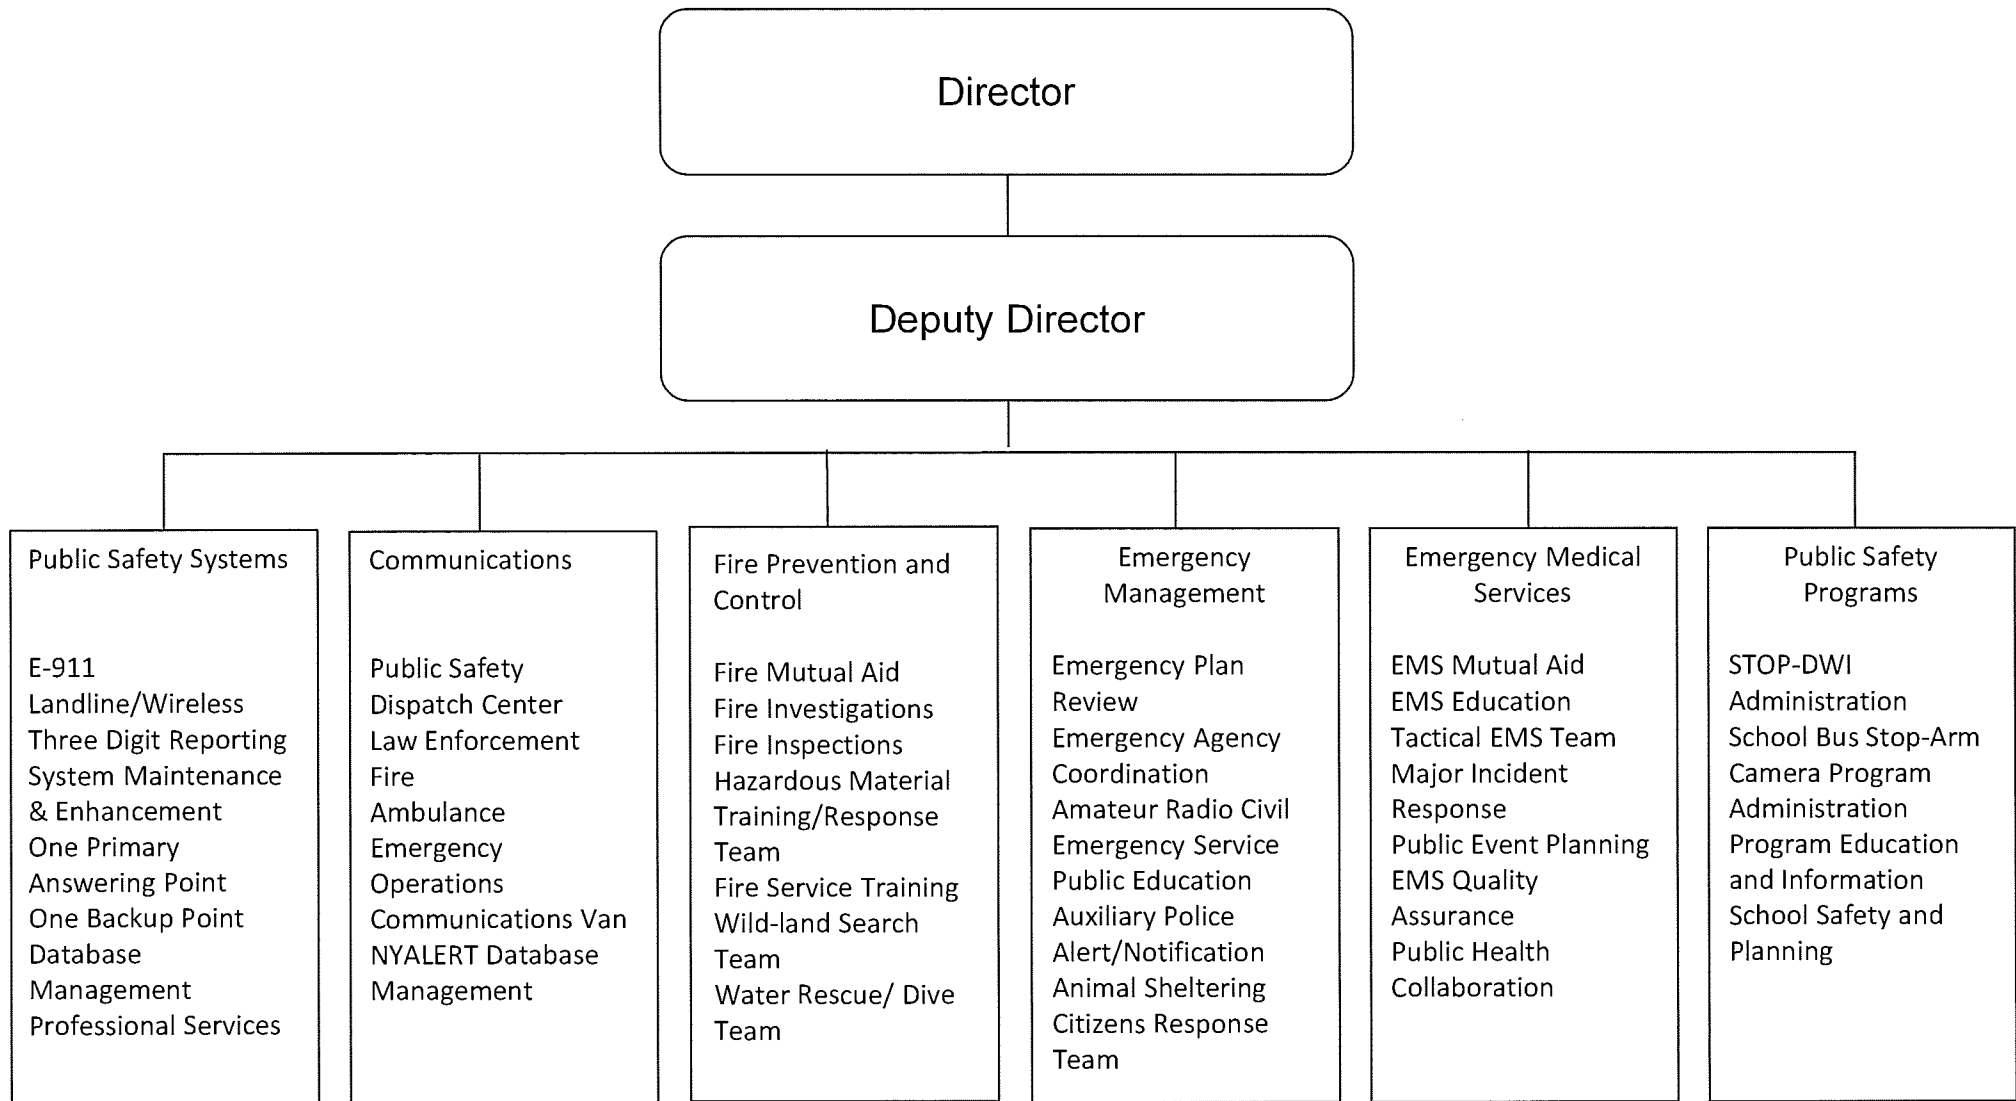 Director
Deputy Director
Public Safety Systems
E-911
Landline/Wireless
Three Digit Reporting
System Maintenance
& Enhancement
One Primary
Answering Point
One Backup Point
Database
Management
Professional Services
Communications
Public Safety
Dispatch Center
Law Enforcement
Fire
Ambulance
Emergency
Operations
Communications Van
NYALERT Database
Management
Fire Prevention and
Control
Fire Mutual Aid
Fire Investigations
Fire Inspections
Hazardous Material
Training/Response
Team
Fire Service Training
Wild-land Search
Team
Water Rescue/ Dive
Team
Emergency
Management
Emergency Plan
Review
Emergency Agency
Coordination
Amateur Radio Civil
Emergency Service
Public Education
Auxiliary Police
Alert/Notification
Animal Sheltering
Citizens Response
Team
Emergency Medical
Services
EMS Mutual Aid
EMS Education
Tactical EMS Team
Major Incident
Response
Public Event Planning
EMS Quality
Assurance
Public Health
Collaboration
Public Safety
Programs
STOP-DWI
Administration
School Bus Stop-Arm
Camera Program
Administration
Program Education
and Information
School Safety and
Planning